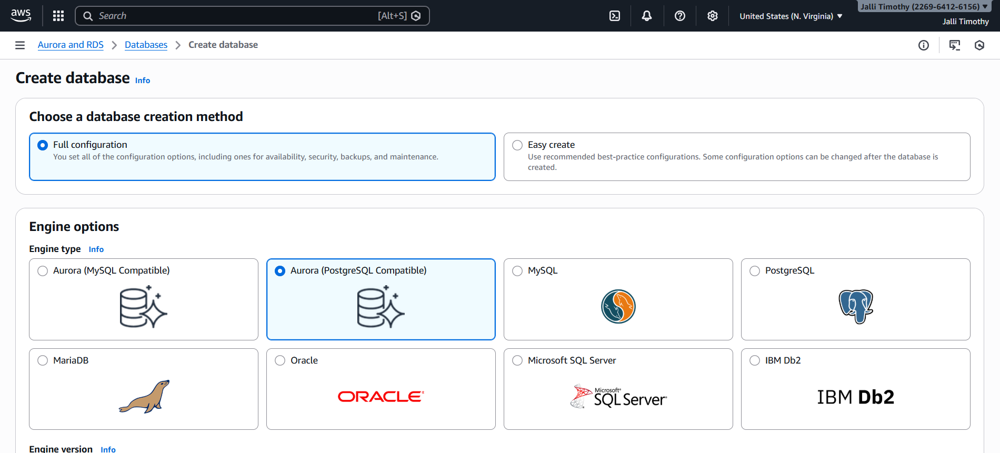 aws
Search
[Alt+S]
United States (N. Virginia)
Jalli Timothy (2269-6412-6156)
Jalli Timothy
Aurora and RDS
Databases
Create database
Create database
Info
Choose a database creation method
Full configuration
You set all of the configuration options, including ones for availability, security, backups, and maintenance.
Easy create
Use recommended best-practice configurations. Some configuration options can be changed after the database is
created.
Engine options
Engine type
Info
Aurora (MySQL Compatible)
Aurora (PostgreSQL Compatible)
MySQL
PostgreSQL
MariaDB
Oracle
ORACLE®
Microsoft SQL Server
Microsoft®
SQL Server®
IBM Db2
IBM Db2
Engine version
Info